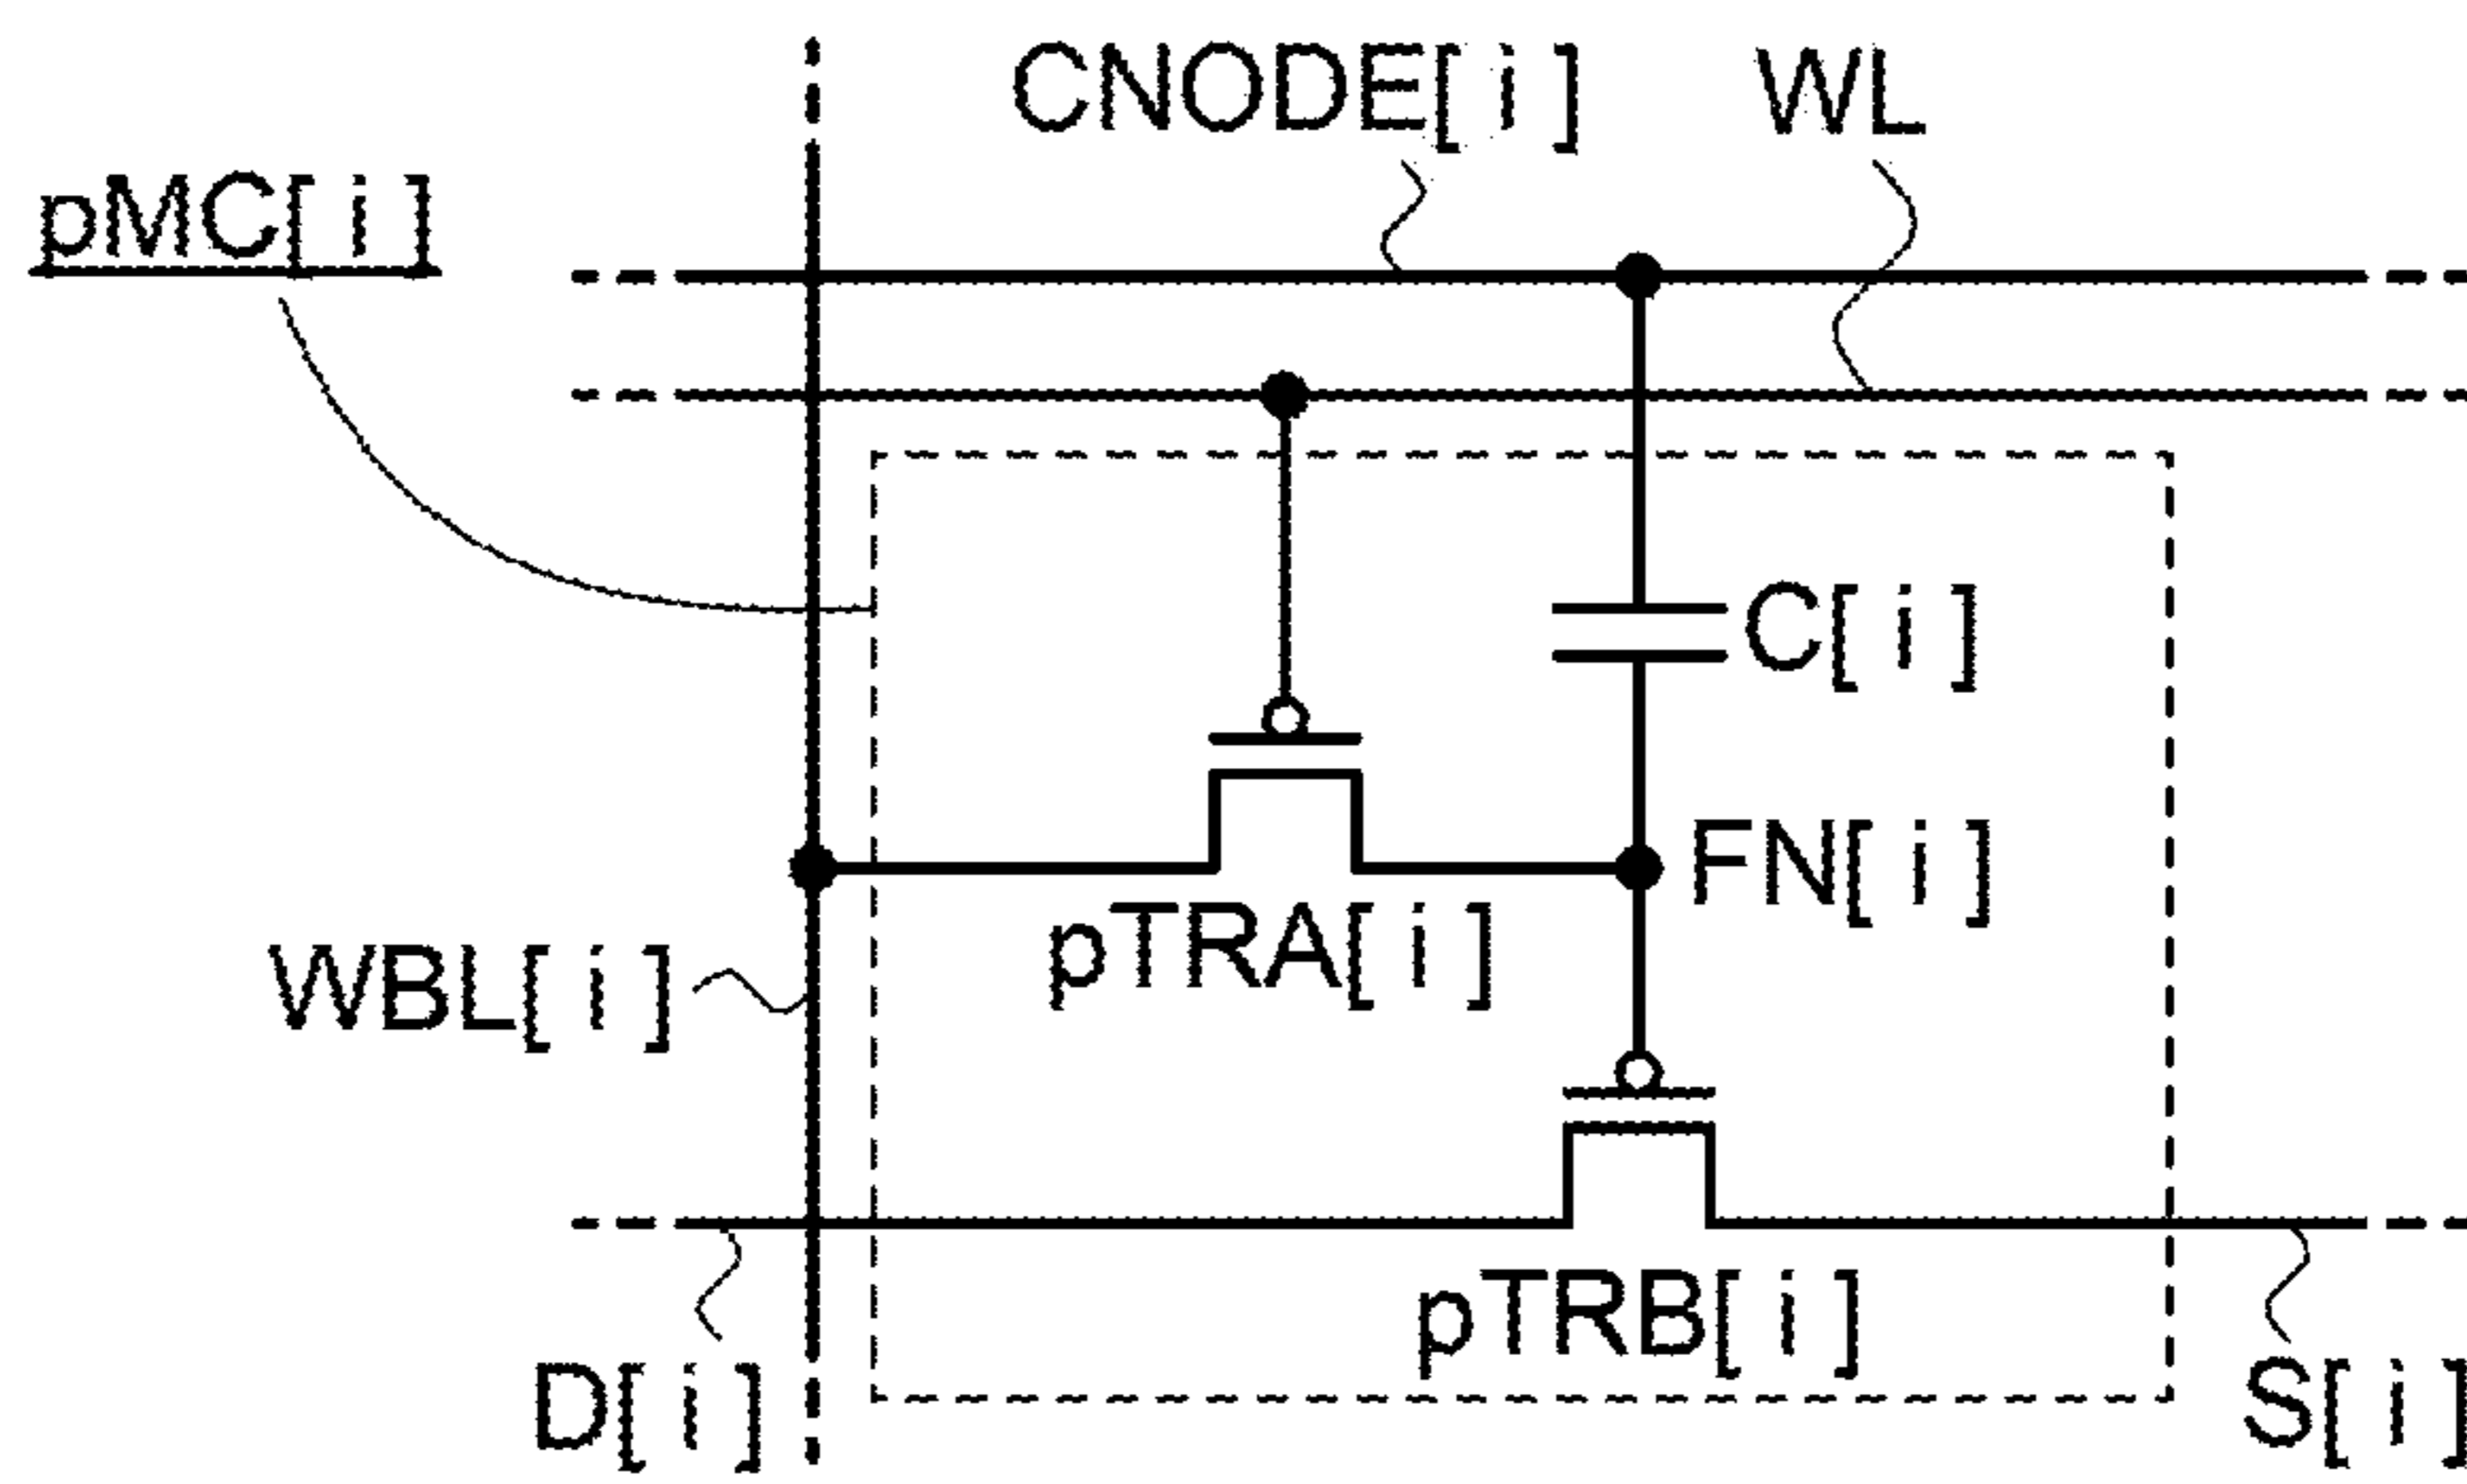 CNODE[ i ]
WL
pMC[ i ]
C[ i ]
FN[ i ]
pTRA[ i ]
WBL[ i ]
pTRB[ i ]
D[ i ]
S[ i ]